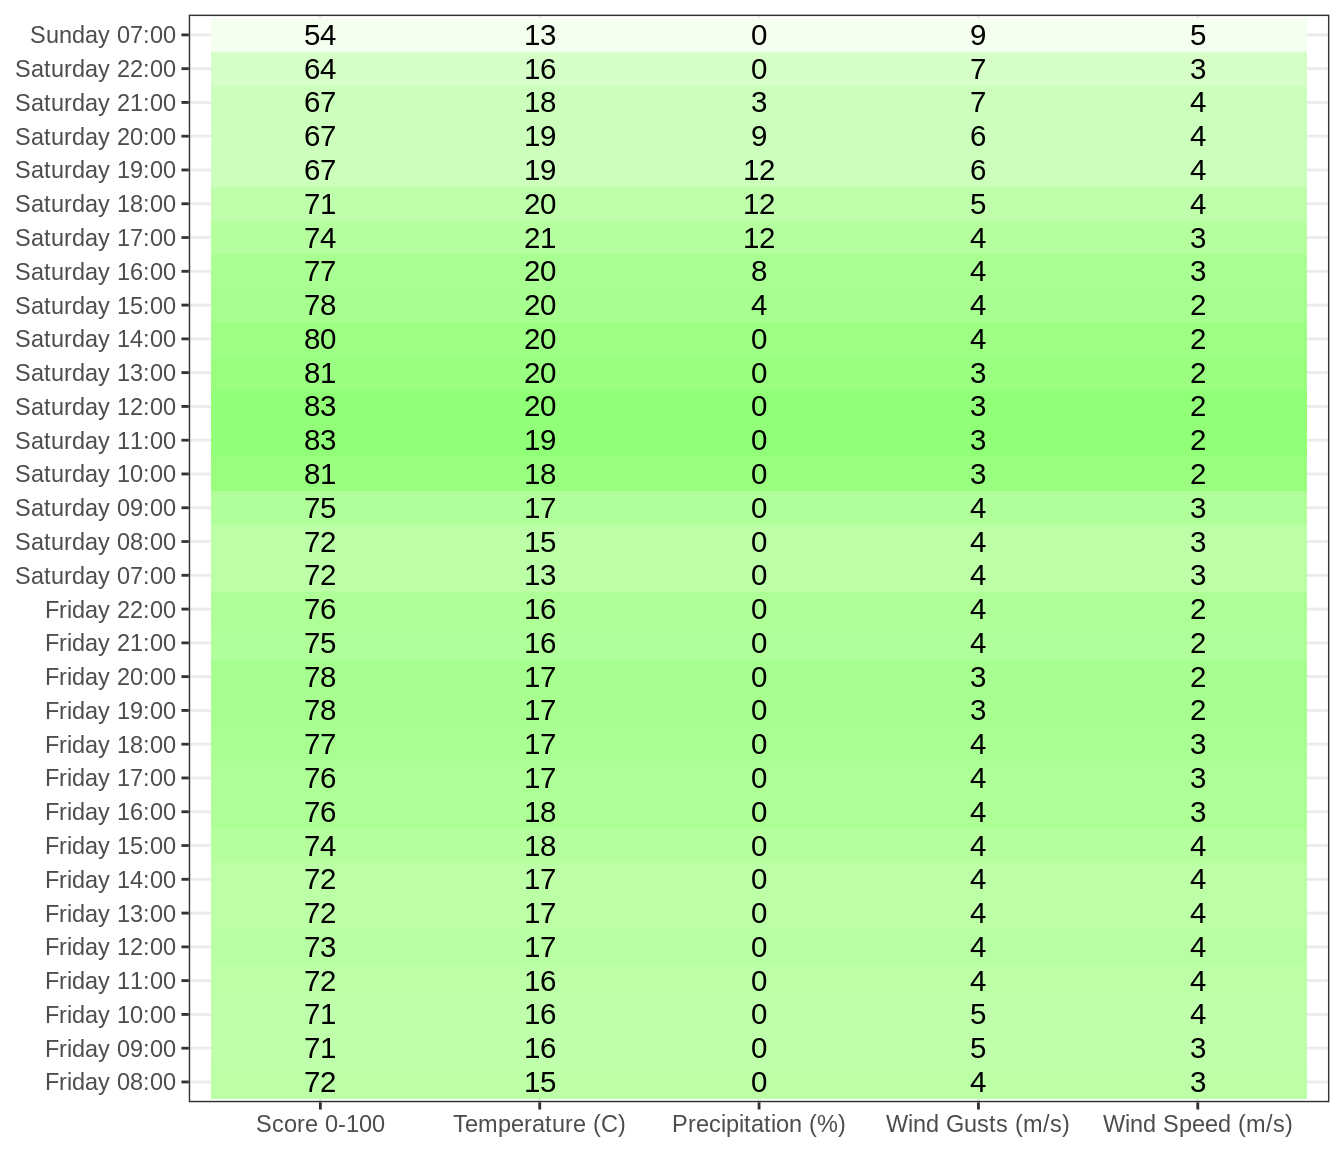 Sunday 07:00 54 13 0 9 5
Saturday 22:00 64 16 0 7 3
Saturday 21:00 67 18 3 7 4
Saturday 20:00 67 19 9 6 4
Saturday 19:00 67 19 12 6 4
Saturday 18:00 71 20 12 5 4
Saturday 17:00 74 21 12 4 3
Saturday 16:00 77 20 8 4 3
Saturday 15:00 78 20 4 4 2
Saturday 14:00 80 20 0 4 2
Saturday 13:00 81 20 0 3 2
Saturday 12:00 83 20 0 3 2
Saturday 11:00 83 19 0 3 2
Saturday 10:00 81 18 0 3 2
Saturday 09:00 75 17 0 4 3
Saturday 08:00 72 15 0 4 3
Saturday 07:00 72 13 0 4 3
Friday 22:00 76 16 0 4 2
Friday 21:00 75 16 0 4 2
Friday 20:00 78 17 0 3 2
Friday 19:00 78 17 0 3 2
Friday 18:00 77 17 0 4 3
Friday 17:00 76 17 0 4 3
Friday 16:00 76 18 0 4 3
Friday 15:00 74 18 0 4 4
Friday 14:00 72 17 0 4 4
Friday 13:00 72 17 0 4 4
Friday 12:00 73 17 0 4 4
Friday 11:00 72 16 0 4 4
Friday 10:00 71 16 0 5 4
Friday 09:00 71 16 0 5 3
Friday 08:00 72 15 0 4 3
Score 0-100 Temperature (C) Precipitation (%) Wind Gusts (m/s) Wind Speed (m/s)